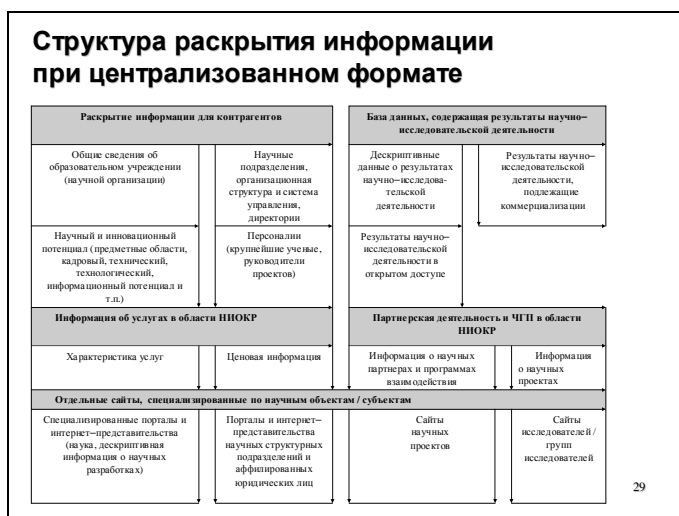 Структура раскрытия информации
при централизованном формате
Раскрытие информации для контрагентов
Общие сведения об
образовательном учреждении
(научной организации)
Научные
подразделения,
организационная
структура и система
управления,
директории
Научный и инновационный
потенциал (предметные области,
кадровый, технический,
технологический,
информационный потенциал и
т.п.)
Персоналии
(крупнейшие ученые,
руководители
проектов)
База данных, содержащая результаты научно–
исследовательской деятельности
Дескриптивные
данные о результатах
научно–исследова-
тельской
деятельности
Результаты научно–
исследовательской
деятельности,
подлежащие
коммерциализации
Результаты научно–
исследовательской
деятельности в
открытом доступе
Информация об услугах в области НИОКР
Характеристика услуг
Ценовая информация
Партнерская деятельность и ЧГП в области
НИОКР
Информация о научных
партнерах и программах
взаимодействия
Информация
о научных
проектах
Отдельные сайты, специализированные по научным объектам / субъектам
Специализированные порталы и
интернет–представительства
(наука, дескриптивная
информация о научных
разработках)
Порталы и интернет–
представительства
научных структурных
подразделений и
аффилированных
юридических лиц
Сайты
научных
проектов
Сайты
исследователей /
групп
исследователей
29